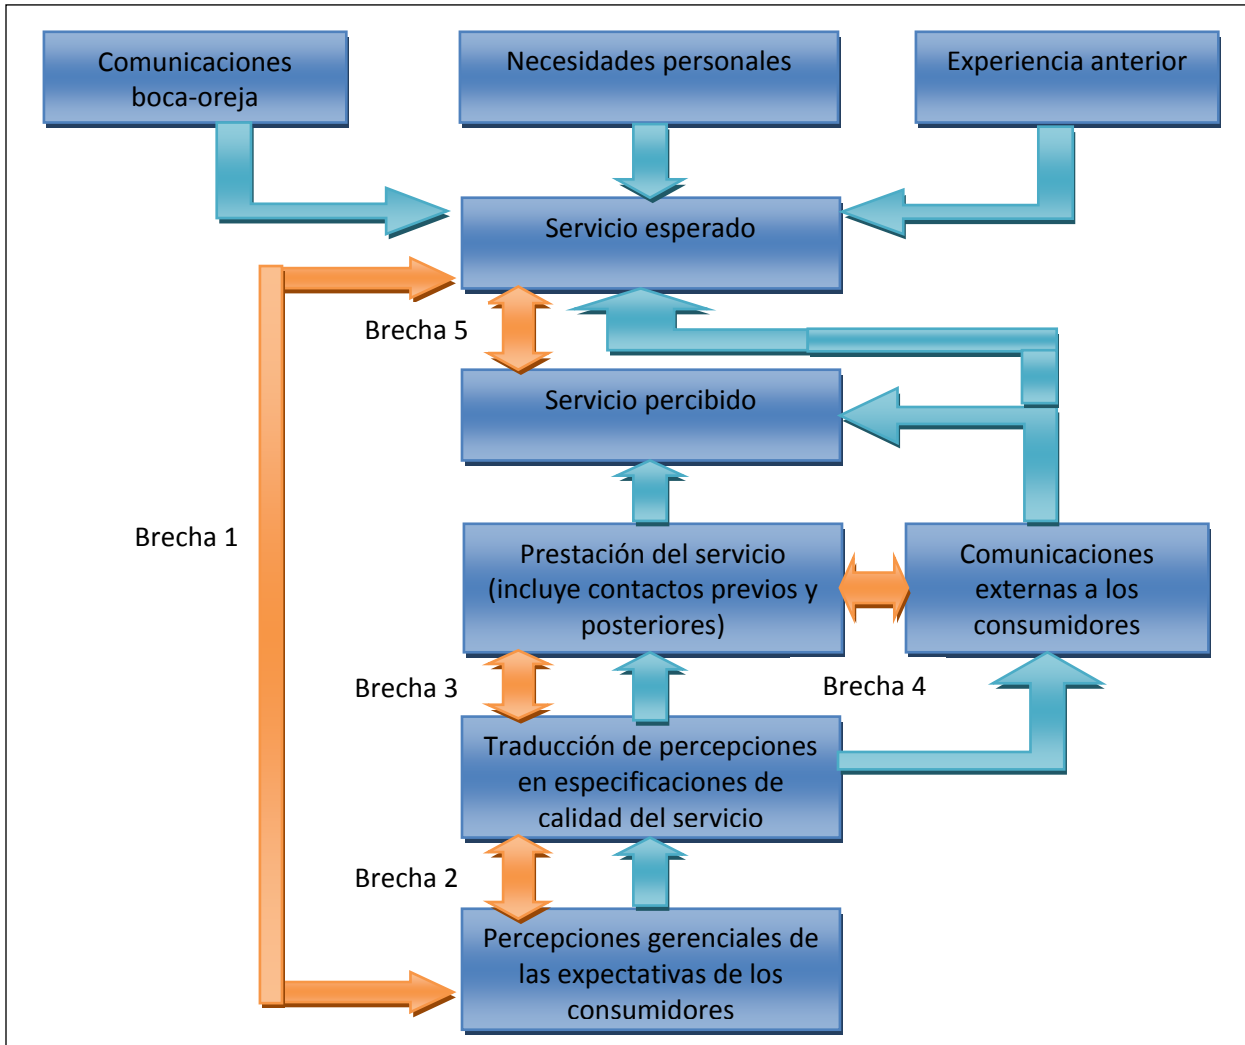 Comunicaciones
boca-oreja
Necesidades personales
Experiencia anterior
Servicio esperado
Brecha 5
Servicio percibido
Brecha 1
Prestación del servicio
(incluye contactos previos y
posteriores)
Comunicaciones
externas a los
consumidores
Brecha 3
Brecha 4
Traducción de percepciones
en especificaciones de
calidad del servicio
Brecha 2
Percepciones gerenciales de
las expectativas de los
consumidores